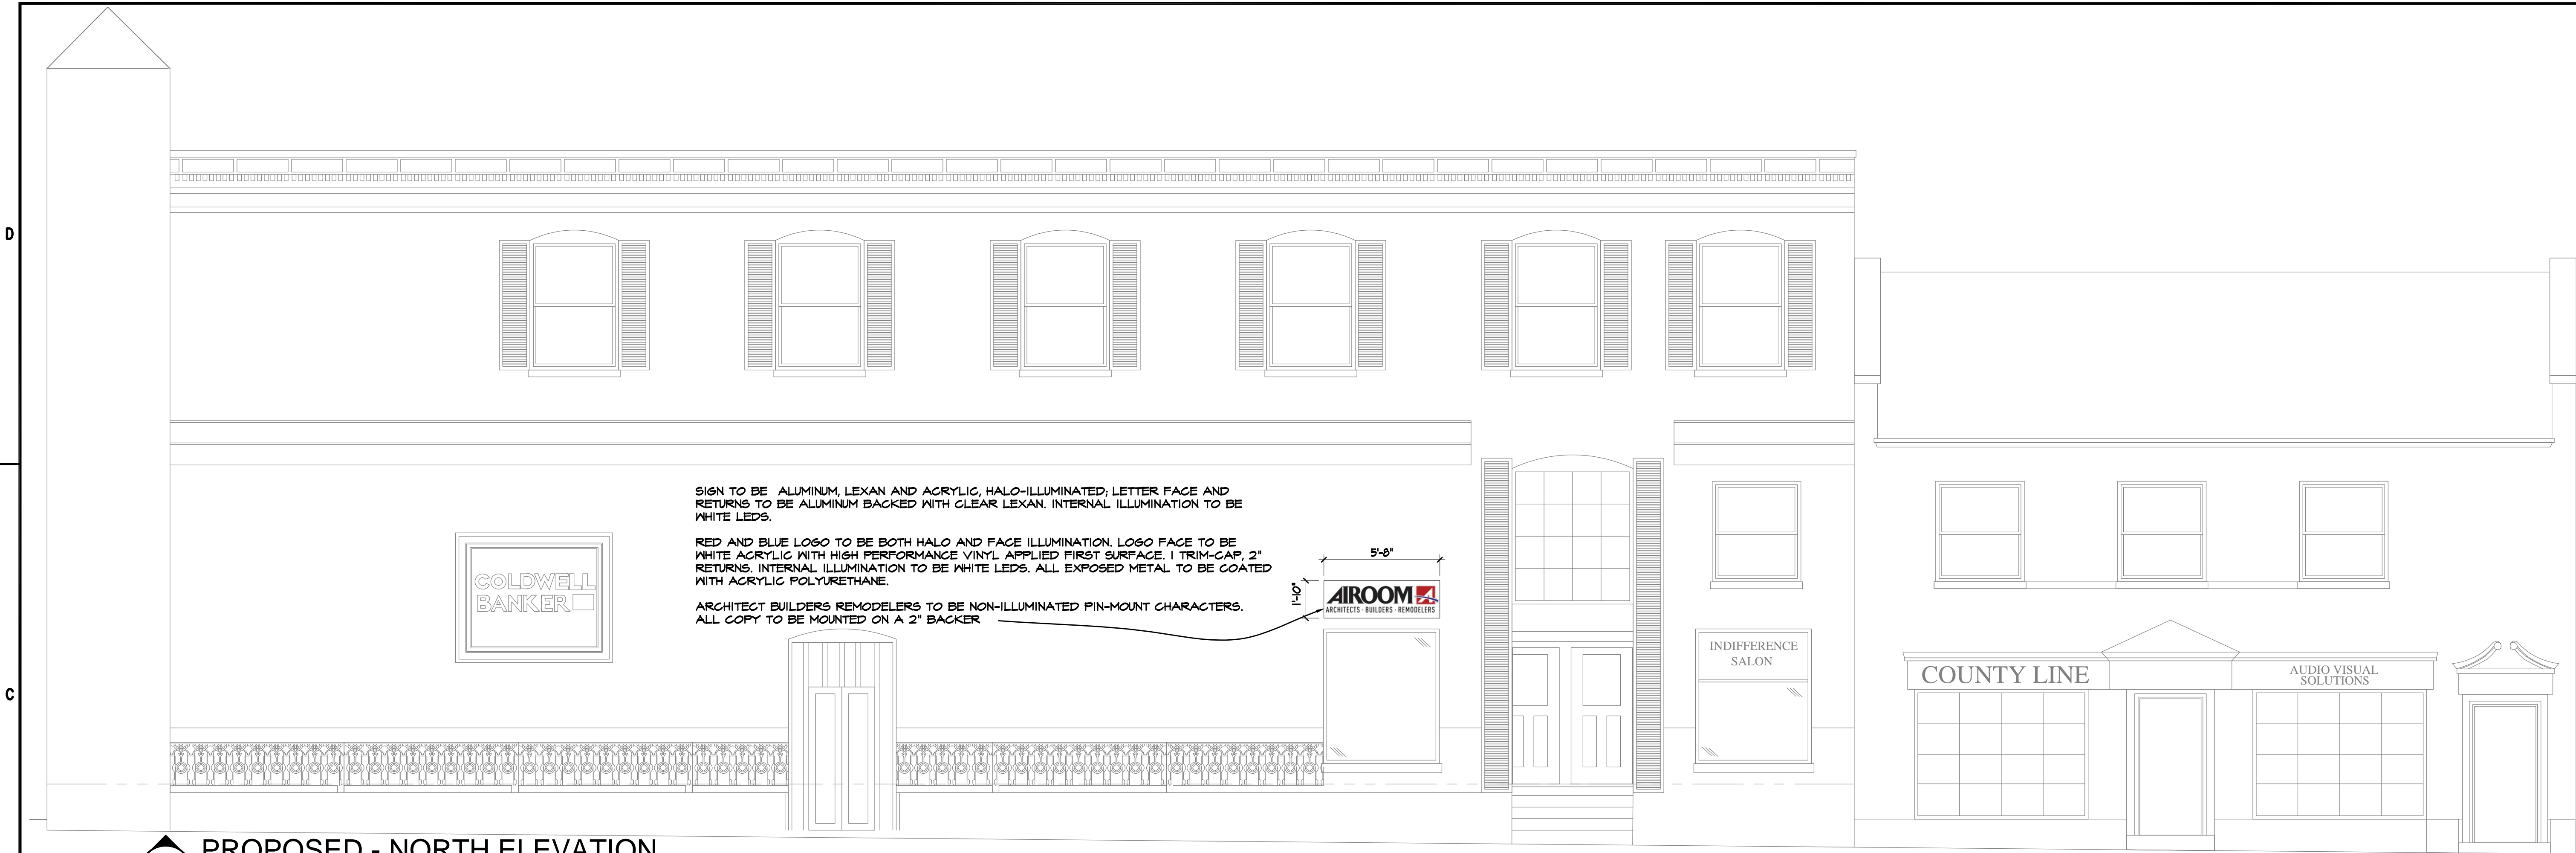 D
SIGN TO BE ALUMINUM, LEXAN AND ACRYLIC, HALO-ILLUMINATED; LETTER FACE AND
RETURNS TO BE ALUMINUM BACKED WITH CLEAR LEXAN. INTERNAL ILLUMINATION TO BE
WHITE LEDS.
RED AND BLUE LOGO TO BE BOTH HALO AND FACE ILLUMINATION. LOGO FACE TO BE
WHITE ACRYLIC WITH HIGH PERFORMANCE VINYL APPLIED FIRST SURFACE. 1 TRIM-CAP, 2"
RETURNS. INTERNAL ILLUMINATION TO BE WHITE LEDS. ALL EXPOSED METAL TO BE COATED
WITH ACRYLIC POLYURETHANE.
ARCHITECT BUILDERS REMODELERS TO BE NON-ILLUMINATED PIN-MOUNT CHARACTERS.
ALL COPY TO BE MOUNTED ON A 2" BACKER
5'-8"
1'-10"
AIROOM
ARCHITECTS · BUILDERS · REMODELERS
COLDWELL
BANKER
INDIFFERENCE
SALON
COUNTY LINE
AUDIO VISUAL
SOLUTIONS
C
PROPOSED - NORTH ELEVATION